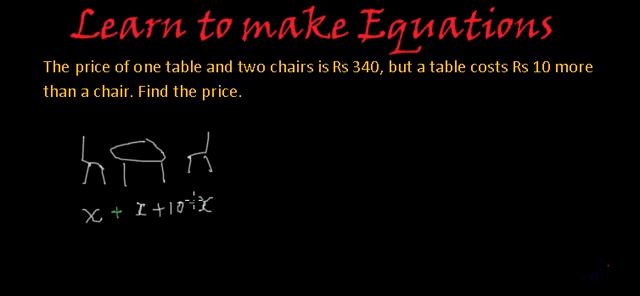 Learn to make Equations
The price of one table and two chairs is Rs 340, but a table costs Rs 10 more
than a chair. Find the price.
x + x+10+x